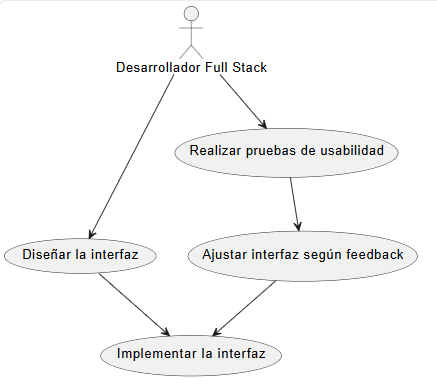 Desarrollador Full Stack
Realizar pruebas de usabilidad
Diseñar la interfaz
Ajustar interfaz según feedback
Implementar la interfaz